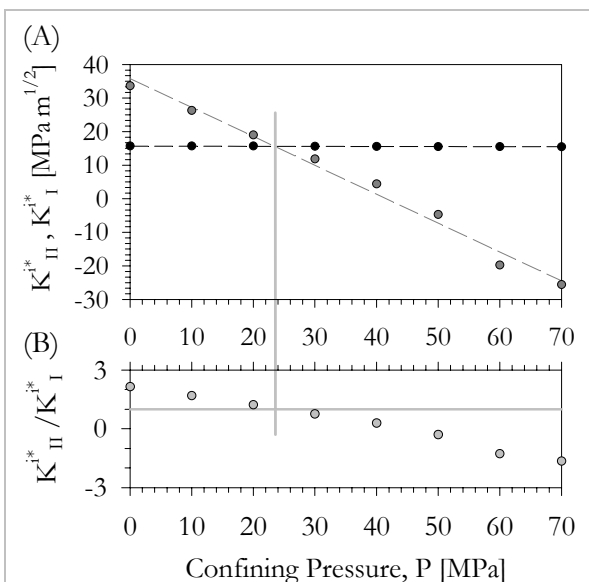 (A)
K^{i*}_{II}, K^{i*}_{I} [MPa m^{1/2}]
40
30
20
10
0
-10
-20
-30
0 10 20 30 40 50 60 70
(B)
K^{i*}_{II}/K^{i*}_{I}
3
0
-3
0 10 20 30 40 50 60 70
Confining Pressure, P [MPa]